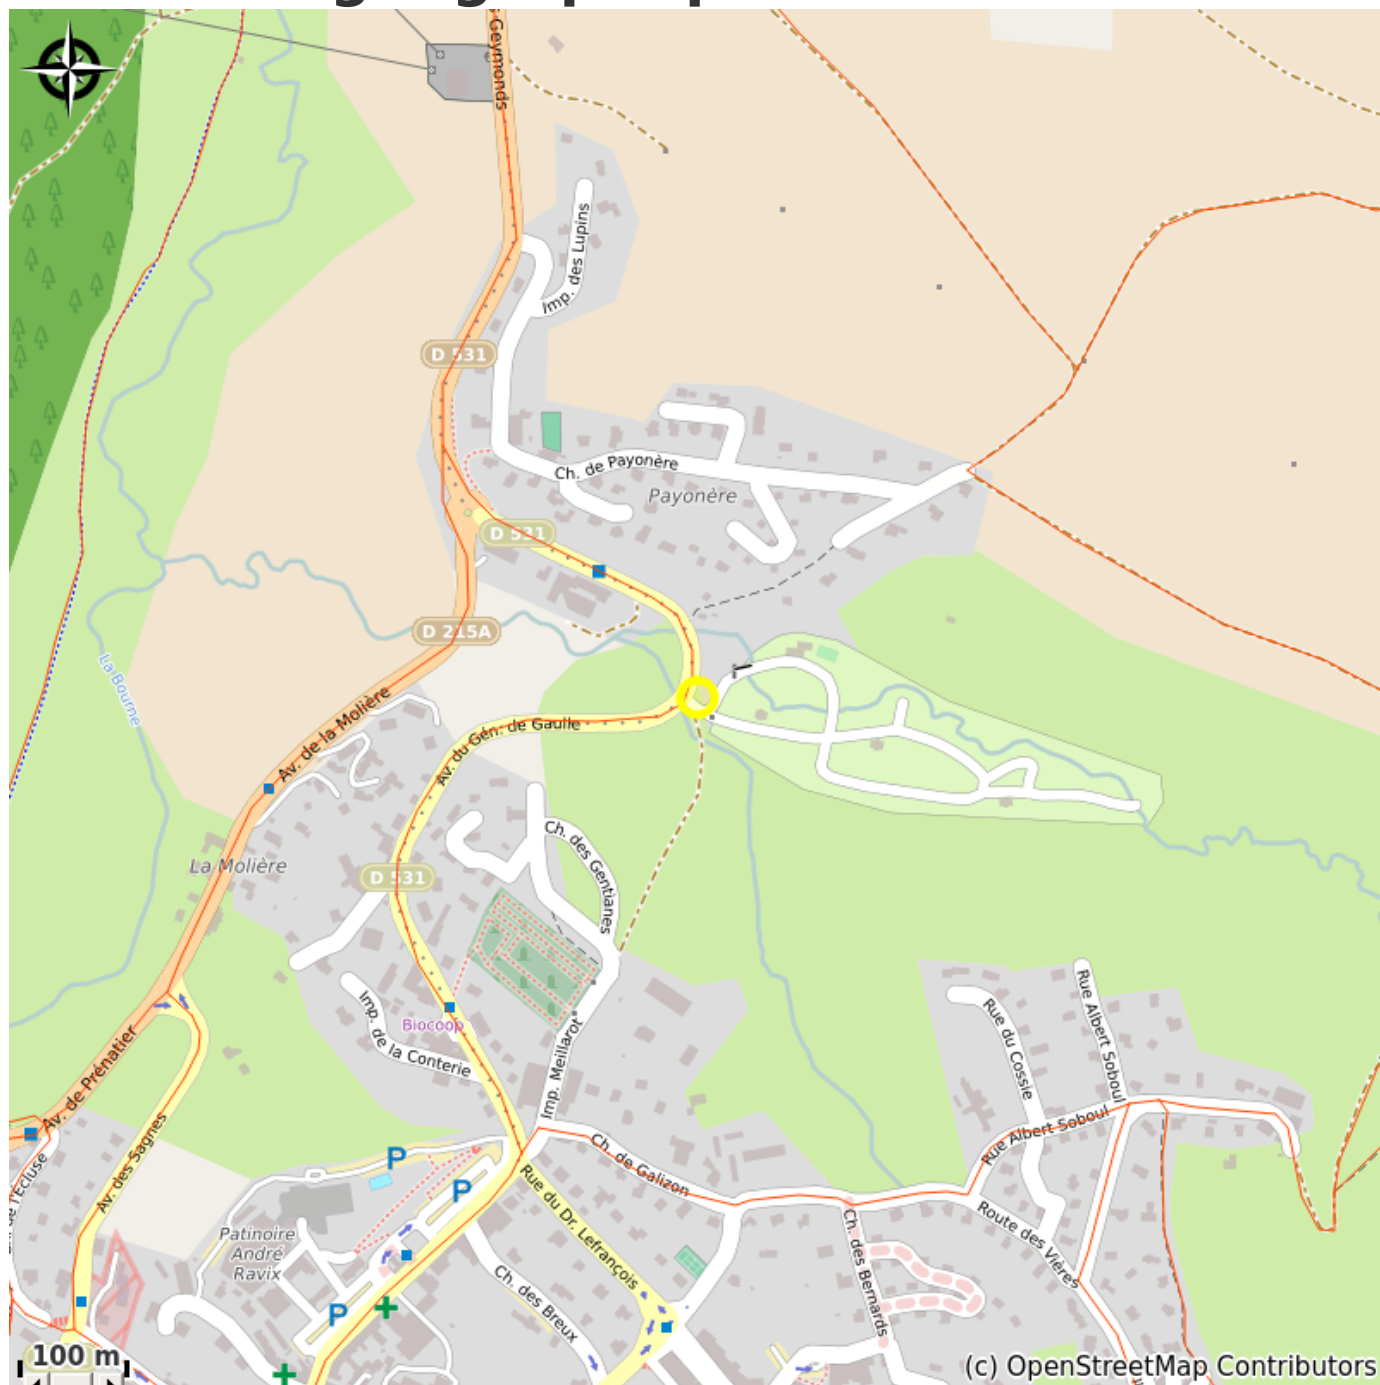 Geymonds
Imp. des Lupins
D 531
Ch. de Payonère
Payonère
D 531
D 215A
La Bourne
Av. de la Molière
Av. du Gén. de Gaulle
Ch. des Gentianes
La Molière
D 531
Imp. de la Conterie
Biocoop
Imp. Meillarot
Rue du Cossie
Rue Albert Soboul
Rue Albert Soboul
Av. de Prénatier
Av. des Sagnes
P
P
P
Ch. de Galizon
Rue du Dr. Lefrançois
Route des Vières
Ch. des Bernards
Patinoire
André
Ravix
Ch. des Breux
100 m
(c) OpenStreetMap Contributors